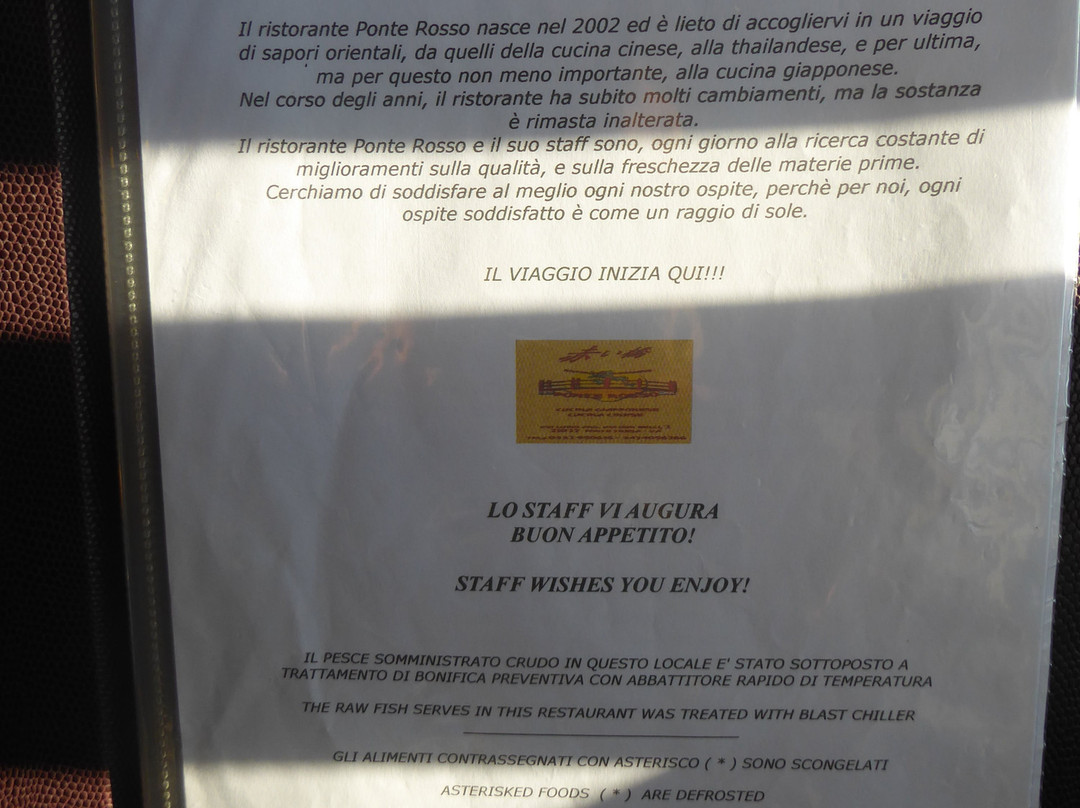 Il ristorante Ponte Rosso nasce nel 2002 ed è lieto di accogliervi in un viaggio
di sapori orientali, da quelli della cucina cinese, alla thailandese, e per ultima,
ma per questo non meno importante, alla cucina giapponese.
Nel corso degli anni, il ristorante ha subito molti cambiamenti, ma la sostanza
è rimasta inalterata.
Il ristorante Ponte Rosso e il suo staff sono, ogni giorno alla ricerca costante di
miglioramenti sulla qualità, e sulla freschezza delle materie prime.
Cerchiamo di soddisfare al meglio ogni nostro ospite, perchè per noi, ogni
ospite soddisfatto è come un raggio di sole.
IL VIAGGIO INIZIA QUI!!!
LO STAFF VI AUGURA
BUON APPETITO!
STAFF WISHES YOU ENJOY!
IL PESCE SOMMINISTRATO CRUDO IN QUESTO LOCALE E' STATO SOTTOPOSTO A
TRATTAMENTO DI BONIFICA PREVENTIVA CON ABBATTITORE RAPIDO DI TEMPERATURA
THE RAW FISH SERVES IN THIS RESTAURANT WAS TREATED WITH BLAST CHILLER
GLI ALIMENTI CONTRASSEGNATI CON ASTERISCO ( * ) SONO SCONGELATI
ASTERISKED FOODS ( * ) ARE DEFROSTED